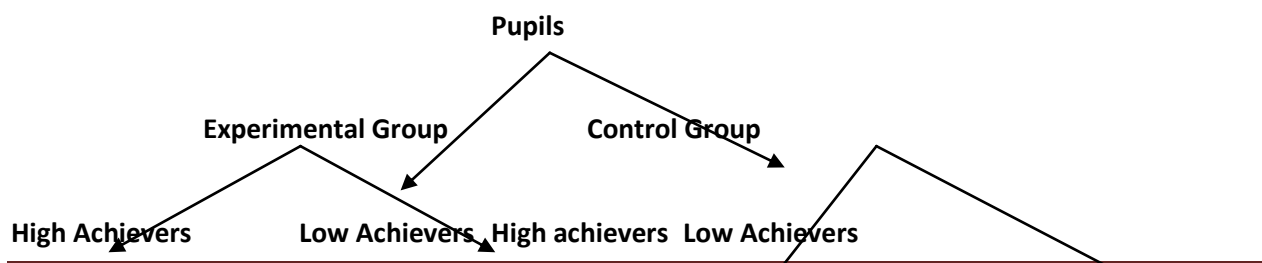 Pupils
Experimental Group Control Group
High Achievers Low Achievers High achievers Low Achievers